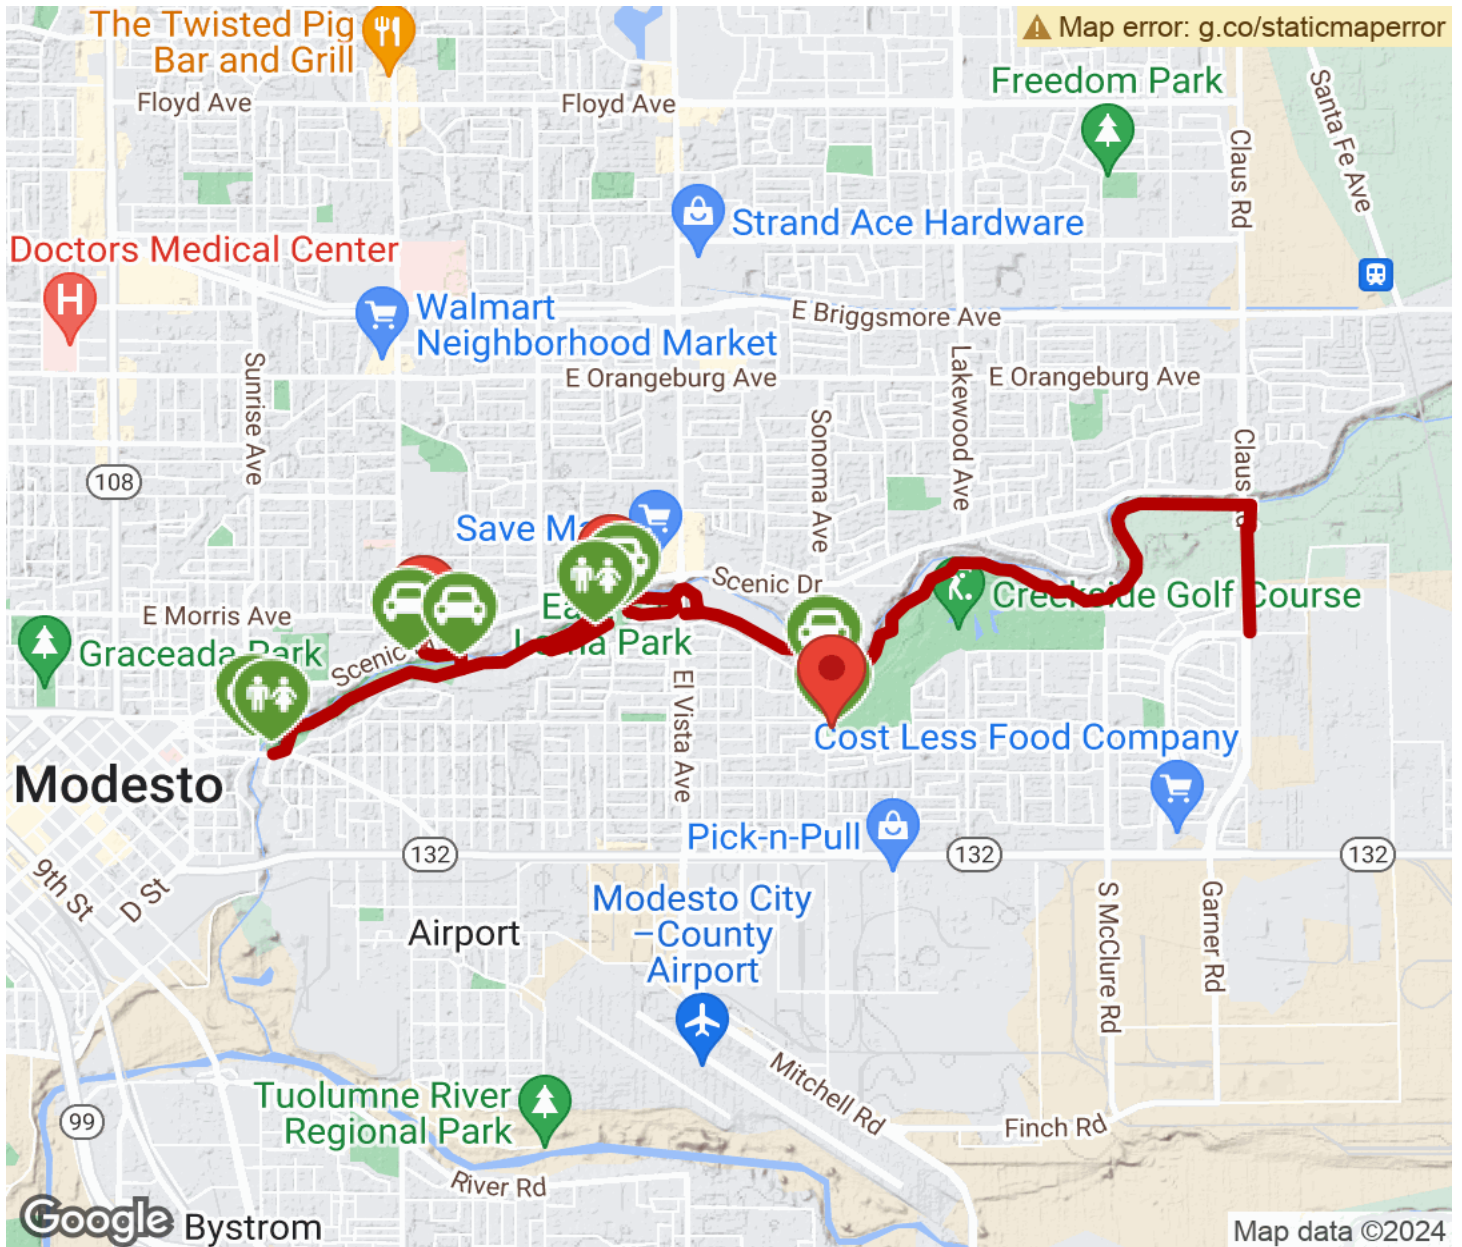 The Twisted Pig
Bar and Grill
Map error: g.co/staticmaperror
Floyd Ave
Floyd Ave
Freedom Park
Santa Fe Ave
Claus Rd
Strand Ace Hardware
Doctors Medical Center
H
Walmart
Neighborhood Market
E Briggsmore Ave
E Orangeburg Ave
E Orangeburg Ave
Sunrise Ave
Sonoma Ave
Lakewood Ave
Claus
108
Save Ma
Scenic Dr
E Morris Ave
Creekside Golf Course
Graceada Park
Scenic
Park
El Vista Ave
Cost Less Food Company
Modesto
Pick-n-Pull
132
132
132
9th St
D St
Airport
Modesto City
-County
Airport
S McClure Rd
Garner Rd
Mitchell Rd
Tuolumne River
Regional Park
99
Finch Rd
River Rd
Google
Bystrom
Map data ©2024